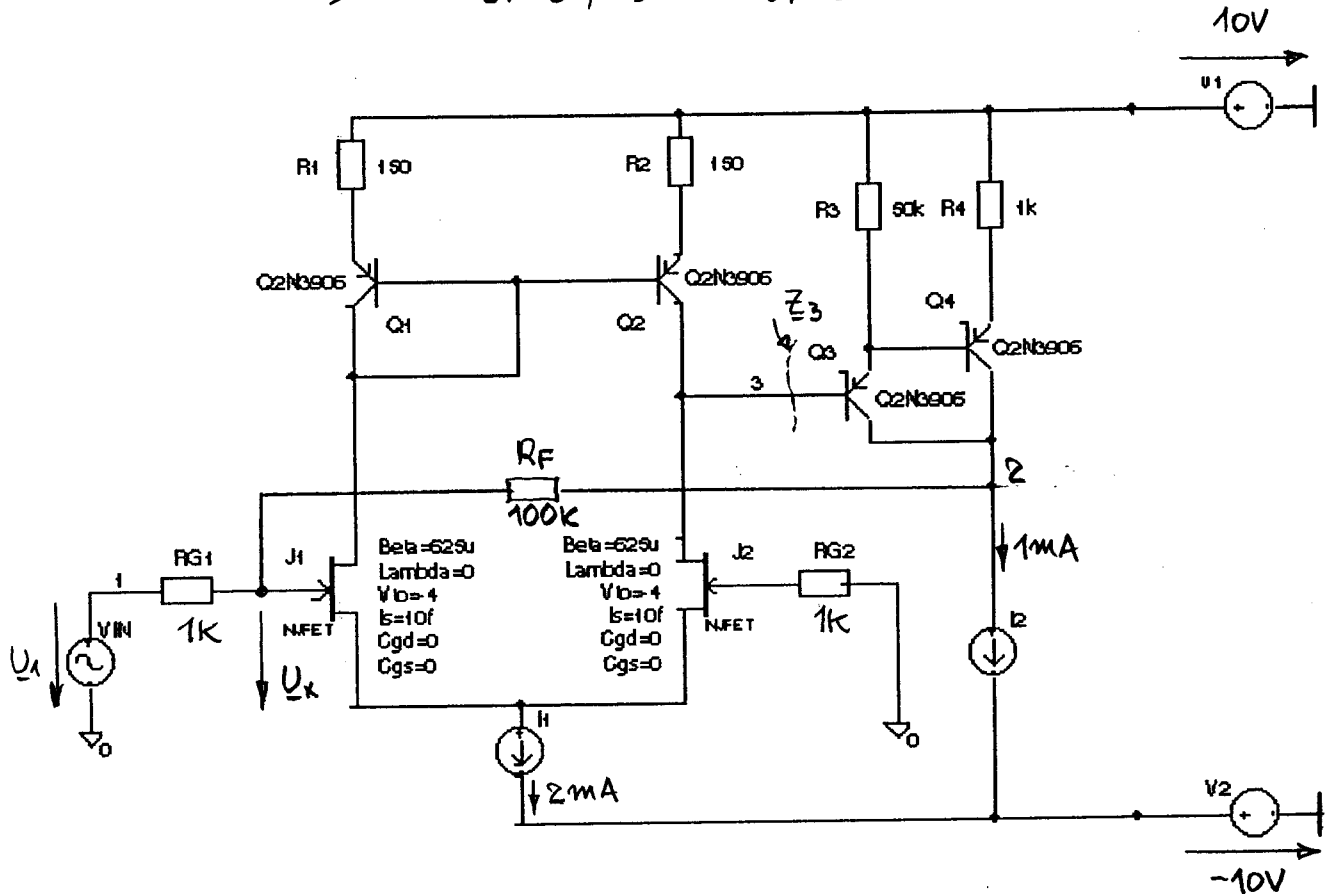 10V
V1
R1 150
R2 150
R3 50k R4 1k
Q2N3906
Q1
Q2N3906
Q2
Z3
Q3
Q2N3906
Q4
Q2N3906
3
RF
100K
2
1mA
1
RG1
1K
J1
NJFET
Beta=625u
Lambda=0
Vto=-4
Is=10f
Cgd=0
Cgs=0
Beta=625u
Lambda=0
Vto=-4
Is=10f
Cgd=0
Cgs=0
J2
NJFET
RG2
1K
I2
U1
VIN
Ux
0
0
I1
2mA
V2
-10V